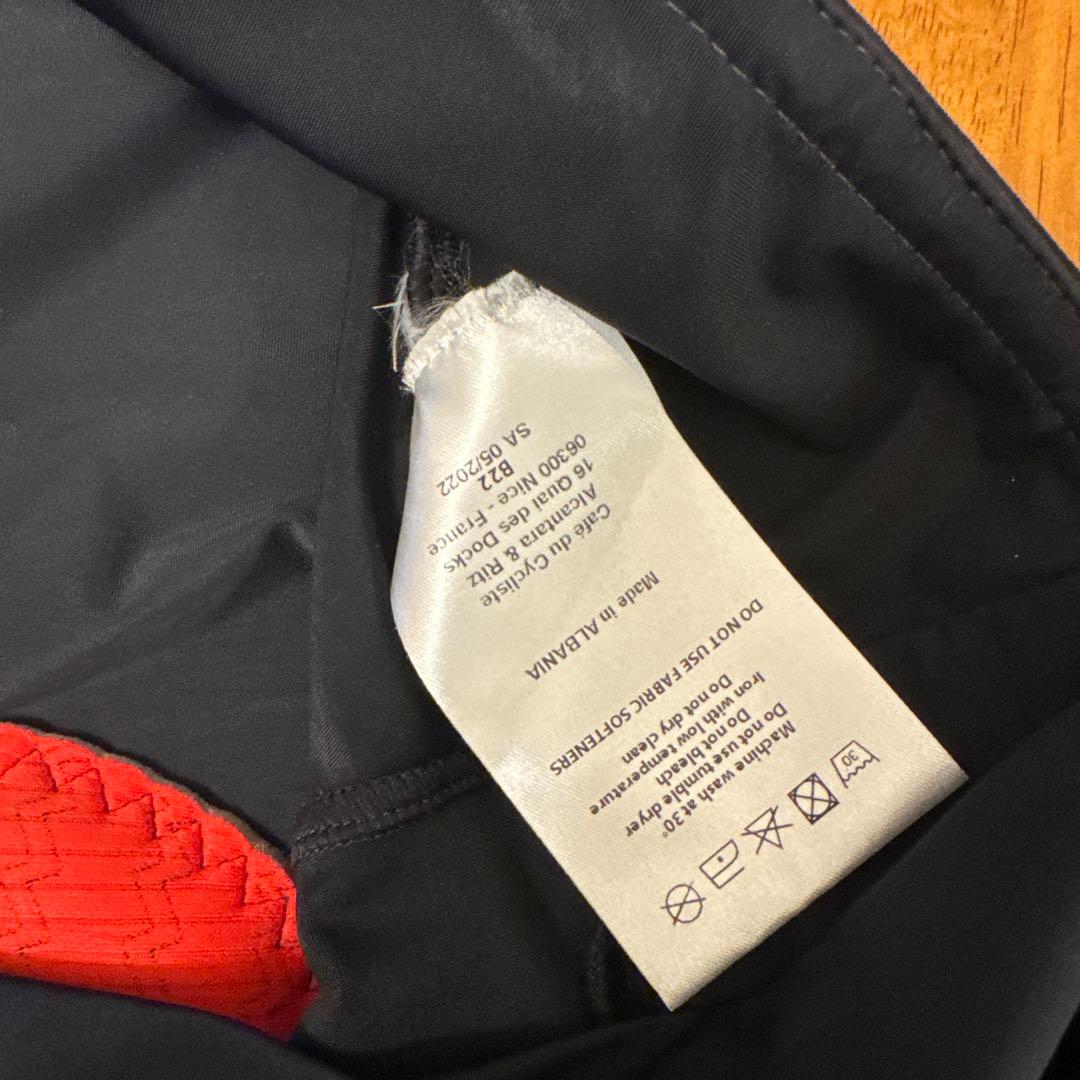 30°
Machine wash at 30°
Do not use tumble dryer
Do not bleach
Iron with low temperature
Do not dry clean
DO NOT USE FABRIC SOFTENERS
Made in ALBANIA
Café du Cycliste
Alcantara & Ritz
16 Quai des Docks
06300 Nice - France
B22
SA 05/2022